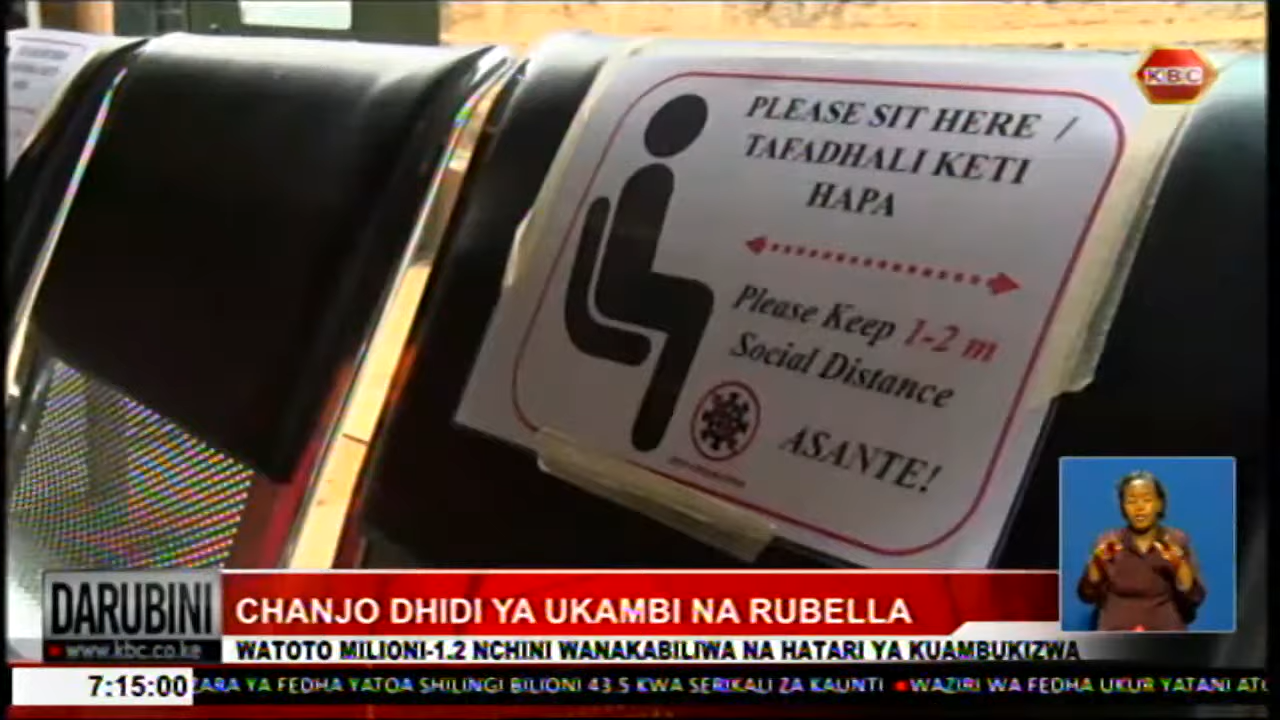 KBC
PLEASE SIT HERE /
TAFADHALI KETI
HAPA
Please Keep 1-2 m
Social Distance
ASANTE!
DARUBINI
www.kbc.co.ke
CHANJO DHIDI YA UKAMBI NA RUBELLA
WATOTO MILIONI-1.2 NCHINI WANAKABILIWA NA HATARI YA KUAMBUKIZWA
7:15:00
ZARA YA FEDHA YATOA SHILINGI BILIONI 43.5 KWA SERIKALI ZA KAUNTI WAZIRI WA FEDHA UKUR YATANI